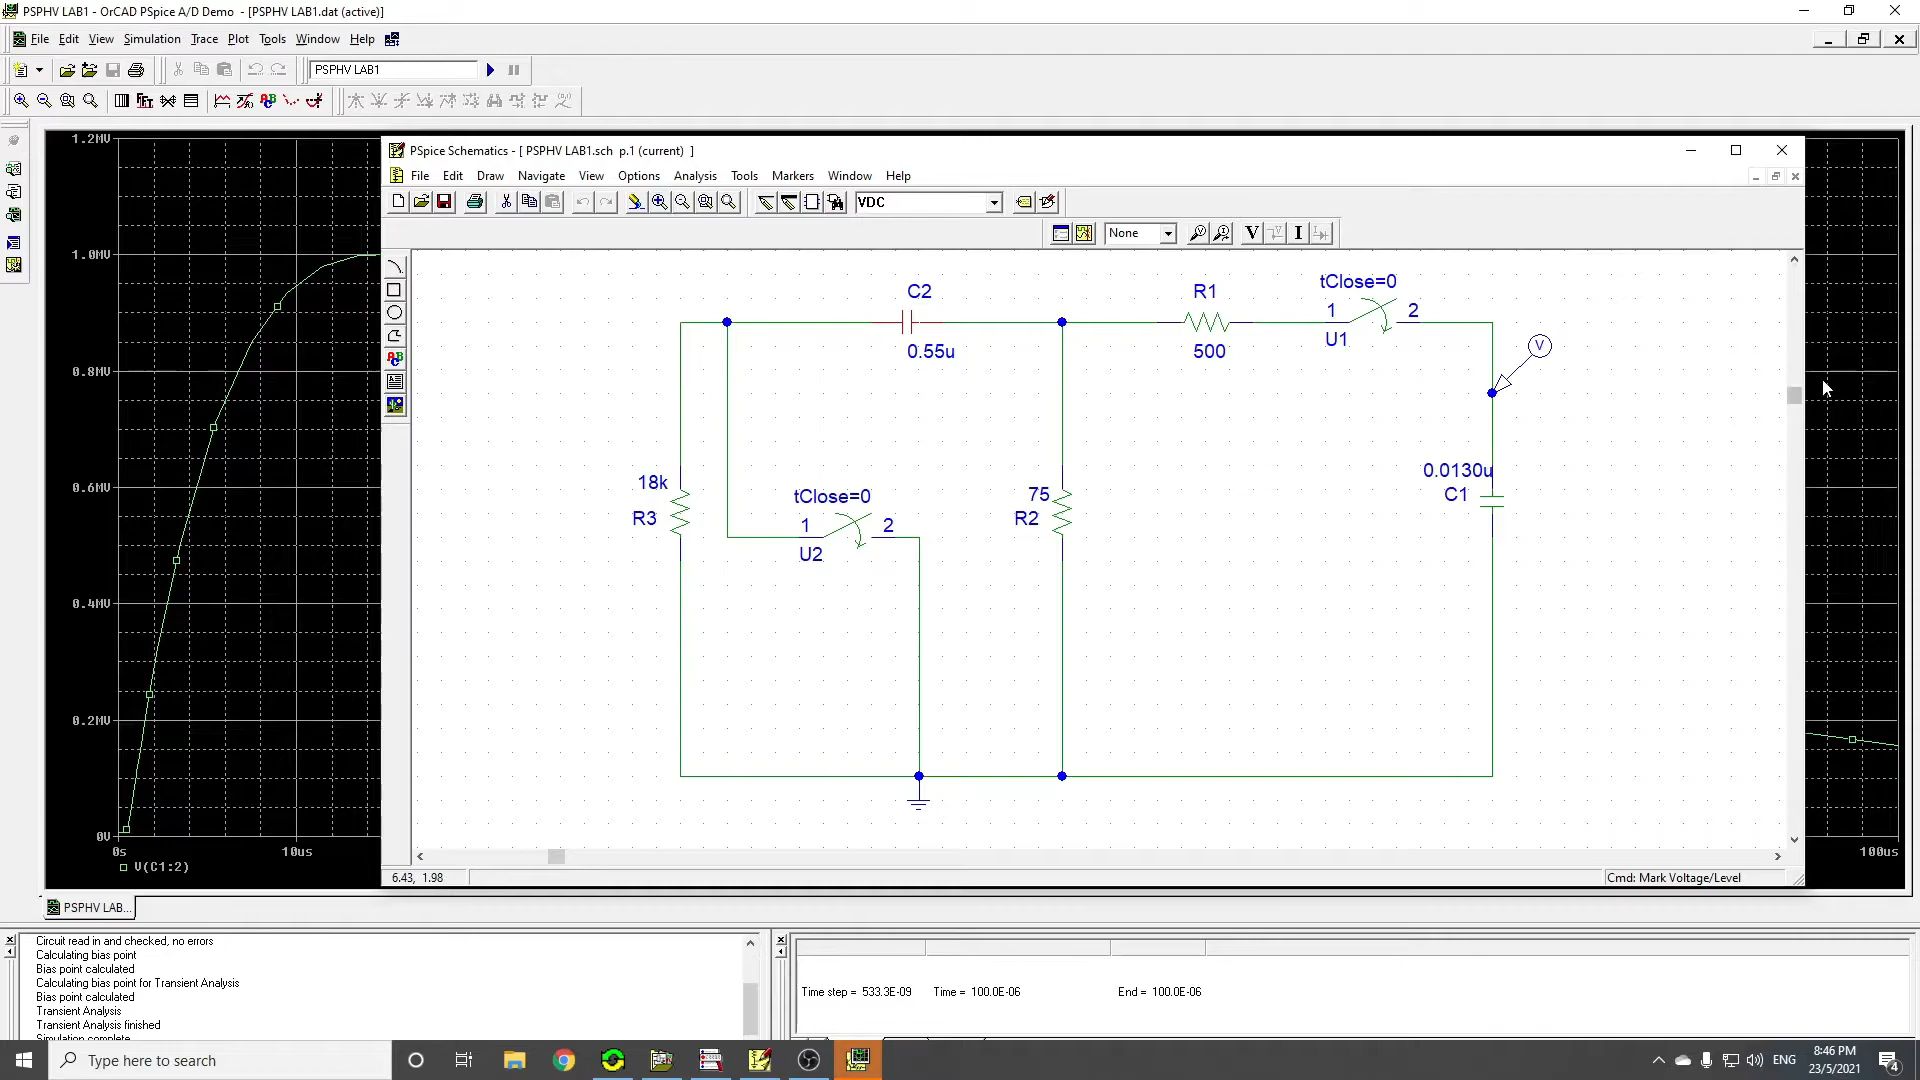 PSPHV LAB1 - OrCAD PSpice A/D Demo - [PSPHV LAB1.dat (active)]
File Edit View Simulation Trace Plot Tools Window Help
PSPHV LAB1
1.2MV
1.0MV
0.8MV
0.6MV
0.4MV
0.2MV
0V
0s
10us
100us
V(C1:2)
PSpice Schematics - [ PSPHV LAB1.sch p.1 (current) ]
File Edit Draw Navigate View Options Analysis Tools Markers Window Help
VDC
None
V
I
C2
0.55u
R1
500
tClose=0
1
2
U1
V
18k
R3
tClose=0
1
2
U2
75
R2
0.0130u
C1
6.43, 1.98
Cmd: Mark Voltage/Level
PSPHV LAB...
Circuit read in and checked, no errors
Calculating bias point
Bias point calculated
Calculating bias point for Transient Analysis
Bias point calculated
Transient Analysis
Transient Analysis finished
Simulation complete
Time step = 533.3E-09
Time = 100.0E-06
End = 100.0E-06
Type here to search
ENG
8:46 PM
23/5/2021
4